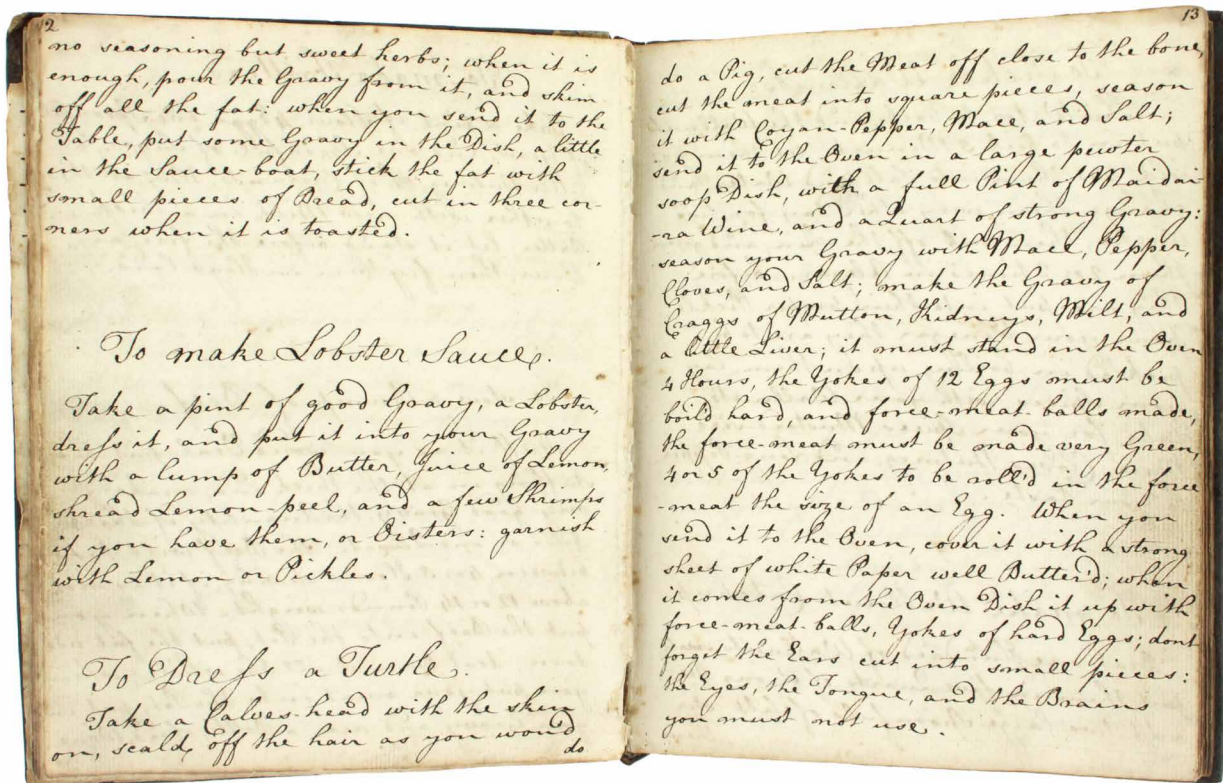 2
no seasoning but sweet herbs; when it is
enough, pour the Gravy from it, and skim
off all the fat: when you send it to the
Table, put some Gravy in the Dish, a little
in the Sauce-boat, stick the fat with
small pieces of Bread, cut in three cor-
ners when it is toasted.
To make Lobster Sauce.
Take a pint of good Gravy, a Lobster,
dreſs it, and put it into your Gravy
with a lump of Butter, Juice of Lemon,
shread Lemon-peel, and a few Shrimps
if you have them, or Oisters: garnish
with Lemon or Pickles.
To Dreſs a Turtle.
Take a Calves-head with the skin
on, scald off the hair as you wou'd
do
13
do a Pig, cut the Meat off close to the bone,
cut the meat into square pieces, season
it with Coyan-Pepper, Mace, and Salt;
send it to the Oven in a large pewter
soop Dish, with a full Pint of Maidai-
-ra Wine, and a Quart of strong Gravy:
season your Gravy with Mace, Pepper,
Cloves, and Salt; make the Gravy of
Craggs of Mutton, Kidneys, Milt, and
a little Liver; it must stand in the Oven
4 Hours, the Yokes of 12 Eggs must be
boil'd hard, and force-meat-balls made,
the force-meat must be made very Green,
4 or 5 of the Yokes to be roll'd in the force
-meat the size of an Egg. When you
send it to the Oven, cover it with a strong
sheet of white Paper well Butter'd; when
it comes from the Oven Dish it up with
force-meat-balls, Yokes of hard Eggs; dont
forget the Ears cut into small pieces:
the Eyes, the Tongue, and the Brains
you must not use.